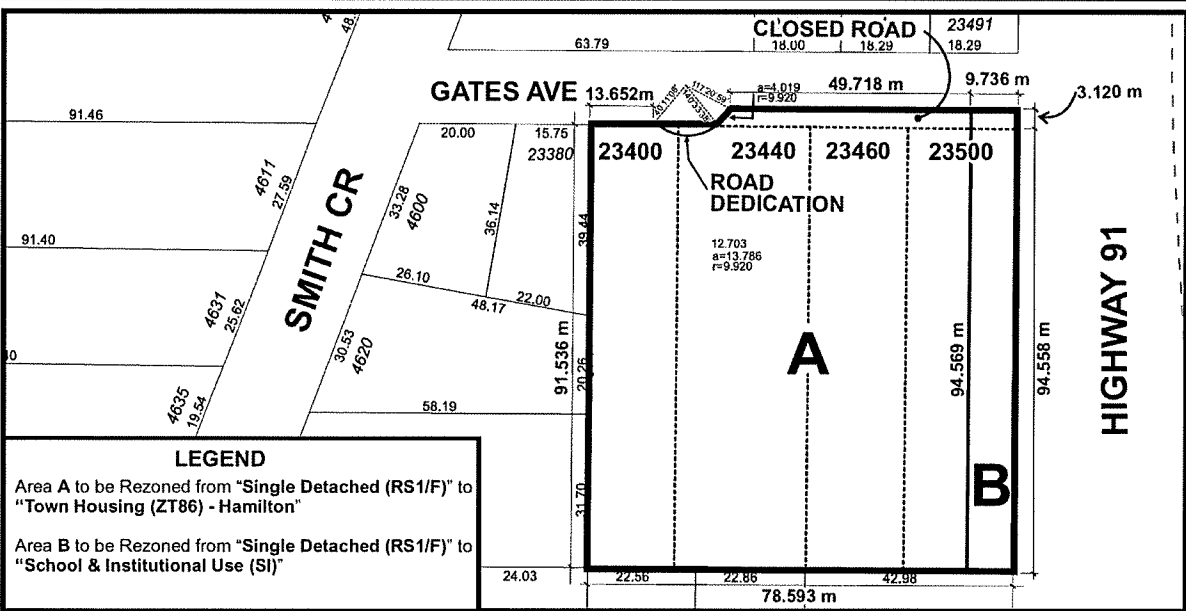 48.
63.79
CLOSED ROAD
18.00
18.29
23491
18.29
GATES AVE
13.652m
117.20.59
a=4.019
r=9.920
49.718 m
9.736 m
3.120 m
91.46
20.00
15.75
23380
23400
23440
23460
23500
ROAD
DEDICATION
4611
27.59
SMITH CR
33.28
4600
36.14
39.44
12.703
a=13.786
r=9.920
91.40
26.10
48.17
22.00
4631
25.62
30.53
4620
91.536 m
20.26
A
94.569 m
94.558 m
HIGHWAY 91
4635
19.54
58.19
B
31.70
LEGEND
Area A to be Rezoned from "Single Detached (RS1/F)" to
"Town Housing (ZT86) - Hamilton"
Area B to be Rezoned from "Single Detached (RS1/F)" to
"School & Institutional Use (SI)"
24.03
22.56
22.86
42.98
78.593 m